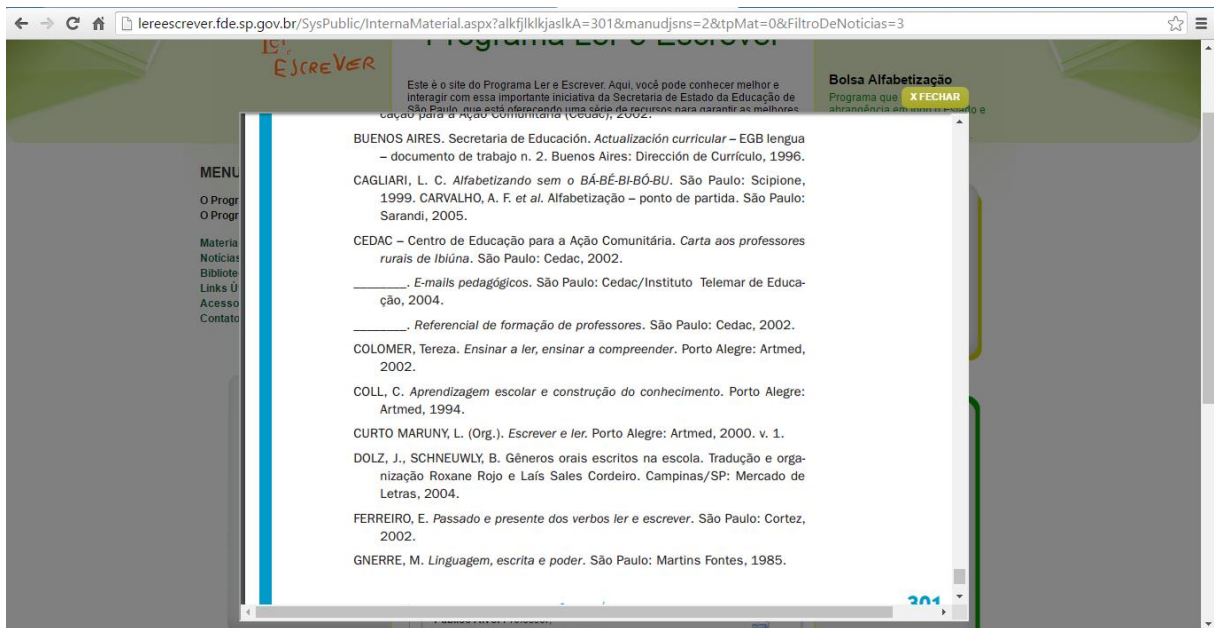 lereescrever.fde.sp.gov.br/SysPublic/InternaMaterial.aspx?alkfjlklkjaslkA=301&manudjsns=2&tpMat=0&FiltroDeNoticias=3
Ler e
ESCREVER
Programa Ler e Escrever
Este é o site do Programa Ler e Escrever. Aqui, você pode conhecer melhor e
interagir com essa importante iniciativa da Secretaria de Estado da Educação de
São Paulo, que está oferecendo uma série de recursos para garantir as melhores
Bolsa Alfabetização
Programa que
abrangência em todo o Estado e
X FECHAR
MENU
O Progr
O Progr
Materia
Notícias
Bibliote
Links Ú
Acesso
Contato
cação para a Ação Comunitária (Cedac), 2002.
BUENOS AIRES. Secretaria de Educación. Actualización curricular – EGB lengua
– documento de trabajo n. 2. Buenos Aires: Dirección de Currículo, 1996.
CAGLIARI, L. C. Alfabetizando sem o BÁ-BÉ-BI-BÓ-BU. São Paulo: Scipione,
1999. CARVALHO, A. F. et al. Alfabetização – ponto de partida. São Paulo:
Sarandi, 2005.
CEDAC – Centro de Educação para a Ação Comunitária. Carta aos professores
rurais de Ibiúna. São Paulo: Cedac, 2002.
________. E-mails pedagógicos. São Paulo: Cedac/Instituto Telemar de Educa-
ção, 2004.
________. Referencial de formação de professores. São Paulo: Cedac, 2002.
COLOMER, Tereza. Ensinar a ler, ensinar a compreender. Porto Alegre: Artmed,
2002.
COLL, C. Aprendizagem escolar e construção do conhecimento. Porto Alegre:
Artmed, 1994.
CURTO MARUNY, L. (Org.). Escrever e ler. Porto Alegre: Artmed, 2000. v. 1.
DOLZ, J., SCHNEUWLY, B. Gêneros orais escritos na escola. Tradução e orga-
nização Roxane Rojo e Laís Sales Cordeiro. Campinas/SP: Mercado de
Letras, 2004.
FERREIRO, E. Passado e presente dos verbos ler e escrever. São Paulo: Cortez,
2002.
GNERRE, M. Linguagem, escrita e poder. São Paulo: Martins Fontes, 1985.
301